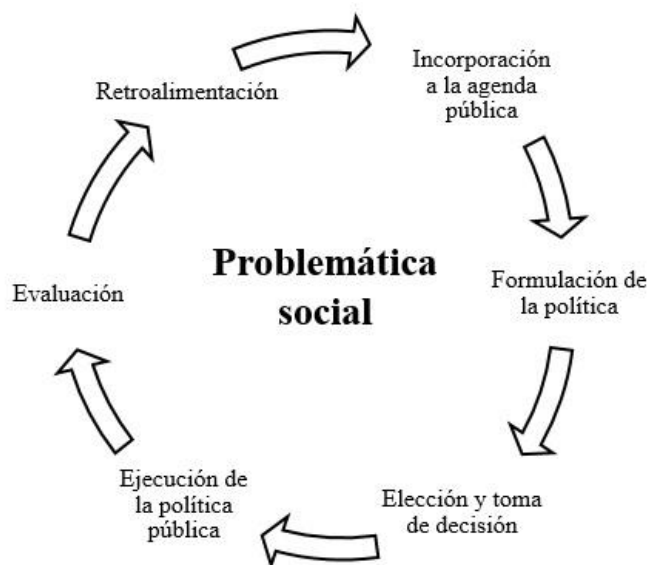 Problemática
social
Incorporación
a la agenda
pública
Formulación de
la política
Elección y toma
de decisión
Ejecución de
la política
pública
Evaluación
Retroalimentación